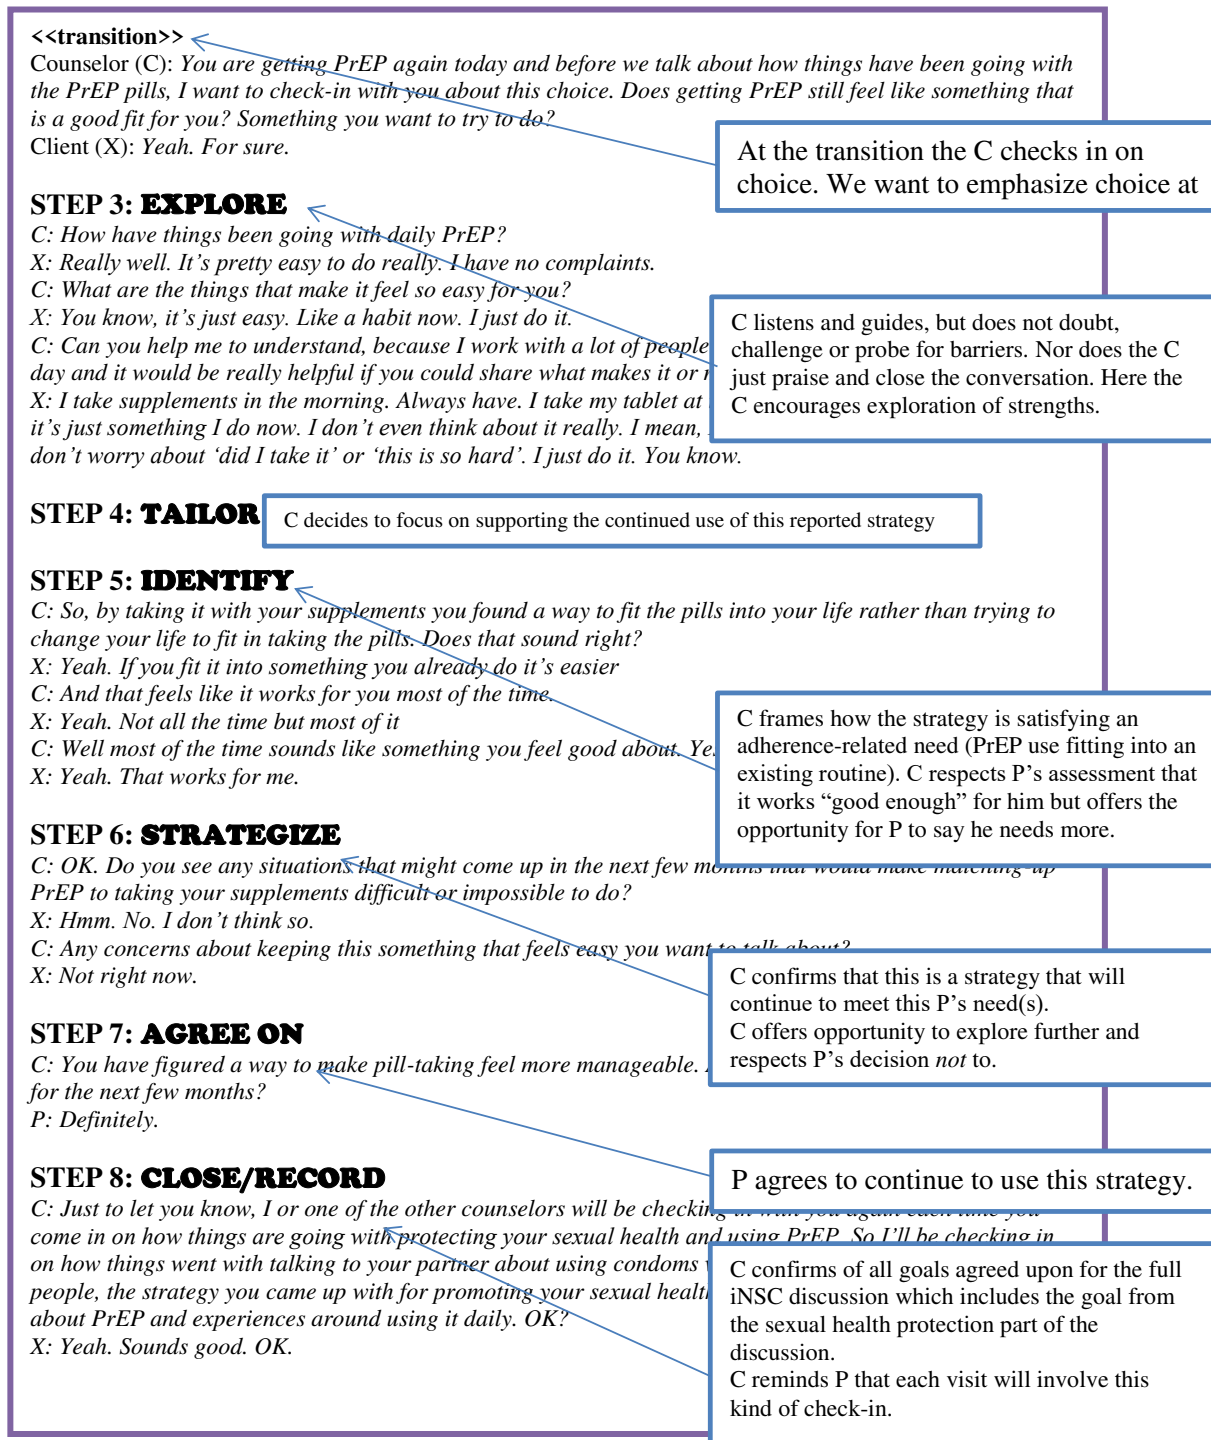 <<transition>>
Counselor (C): You are getting PrEP again today and before we talk about how things have been going with
the PrEP pills, I want to check-in with you about this choice. Does getting PrEP still feel like something that
is a good fit for you? Something you want to try to do?
Client (X): Yeah. For sure.
At the transition the C checks in on
choice. We want to emphasize choice at
STEP 3: EXPLORE
C: How have things been going with daily PrEP?
X: Really well. It's pretty easy to do really. I have no complaints.
C: What are the things that make it feel so easy for you?
X: You know, it's just easy. Like a habit now. I just do it.
C: Can you help me to understand, because I work with a lot of people
day and it would be really helpful if you could share what makes it or
X: I take supplements in the morning. Always have. I take my tablet at
it's just something I do now. I don't even think about it really. I mean,
don't worry about 'did I take it' or 'this is so hard'. I just do it. You know.
C listens and guides, but does not doubt,
challenge or probe for barriers. Nor does the C
just praise and close the conversation. Here the
C encourages exploration of strengths.
STEP 4: TAILOR
C decides to focus on supporting the continued use of this reported strategy
STEP 5: IDENTIFY
C: So, by taking it with your supplements you found a way to fit the pills into your life rather than trying to
change your life to fit in taking the pills. Does that sound right?
X: Yeah. If you fit it into something you already do it's easier
C: And that feels like it works for you most of the time.
X: Yeah. Not all the time but most of it
C: Well most of the time sounds like something you feel good about.
X: Yeah. That works for me.
C frames how the strategy is satisfying an
adherence-related need (PrEP use fitting into an
existing routine). C respects P's assessment that
it works "good enough" for him but offers the
opportunity for P to say he needs more.
STEP 6: STRATEGIZE
C: OK. Do you see any situations that might come up in the next few months that would make matching-up
PrEP to taking your supplements difficult or impossible to do?
X: Hmm. No. I don't think so.
C: Any concerns about keeping this something that feels easy you want to talk about?
X: Not right now.
C confirms that this is a strategy that will
continue to meet this P's need(s).
C offers opportunity to explore further and
respects P's decision not to.
STEP 7: AGREE ON
C: You have figured a way to make pill-taking feel more manageable.
for the next few months?
P: Definitely.
P agrees to continue to use this strategy.
STEP 8: CLOSE/RECORD
C: Just to let you know, I or one of the other counselors will be checking in with you again each time you
come in on how things are going with protecting your sexual health and using PrEP. So I'll be checking in
on how things went with talking to your partner about using condoms
people, the strategy you came up with for promoting your sexual health
about PrEP and experiences around using it daily. OK?
X: Yeah. Sounds good. OK.
C confirms of all goals agreed upon for the full
iNSC discussion which includes the goal from
the sexual health protection part of the
discussion.
C reminds P that each visit will involve this
kind of check-in.